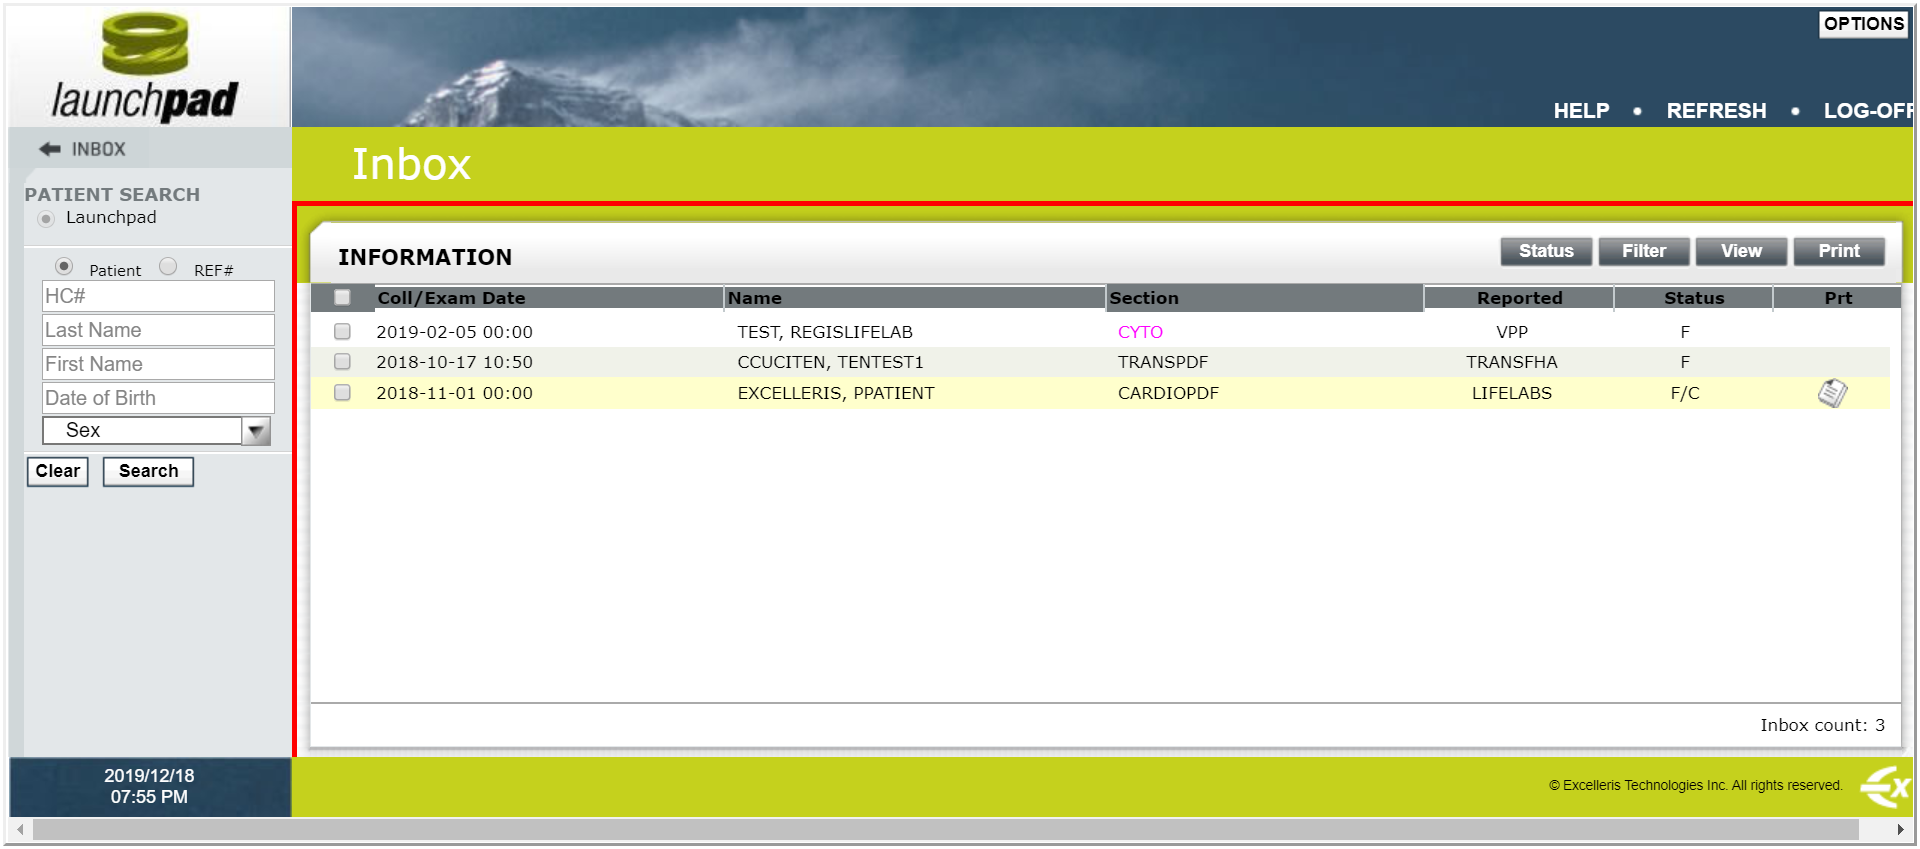 OPTIONS
launchpad
HELP • REFRESH • LOG-OFF
INBOX
Inbox
PATIENT SEARCH
Launchpad
INFORMATION
Status Filter View Print
Patient REF#
HC#
Last Name
First Name
Date of Birth
Sex
Clear Search
Coll/Exam Date Name Section Reported Status Prt
2019-02-05 00:00 TEST, REGISLIFELAB CYTO VPP F
2018-10-17 10:50 CCUCITEN, TENTEST1 TRANSPDF TRANSFHA F
2018-11-01 00:00 EXCELLERIS, PPATIENT CARDIOPDF LIFELABS F/C
Inbox count: 3
2019/12/18
07:55 PM
© Excelleris Technologies Inc. All rights reserved.